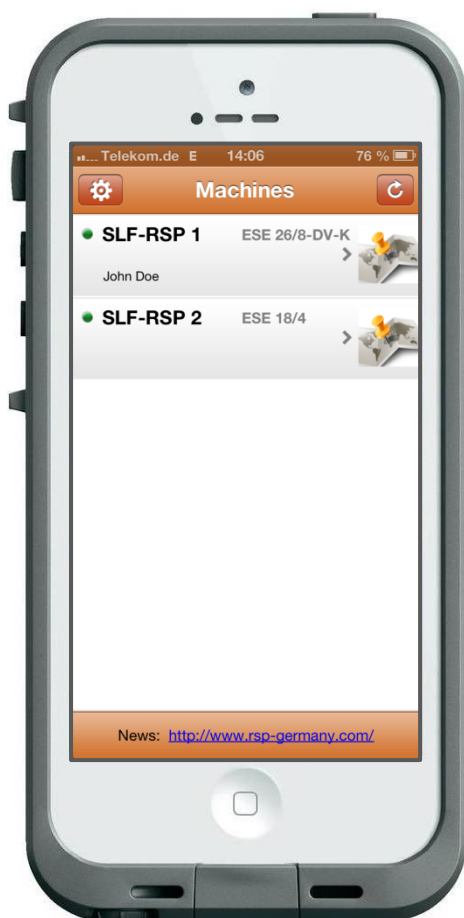 ... Telekom.de E 14:06 76 %
Machines
SLF-RSP 1 ESE 26/8-DV-K
John Doe
SLF-RSP 2 ESE 18/4
News: http://www.rsp-germany.com/